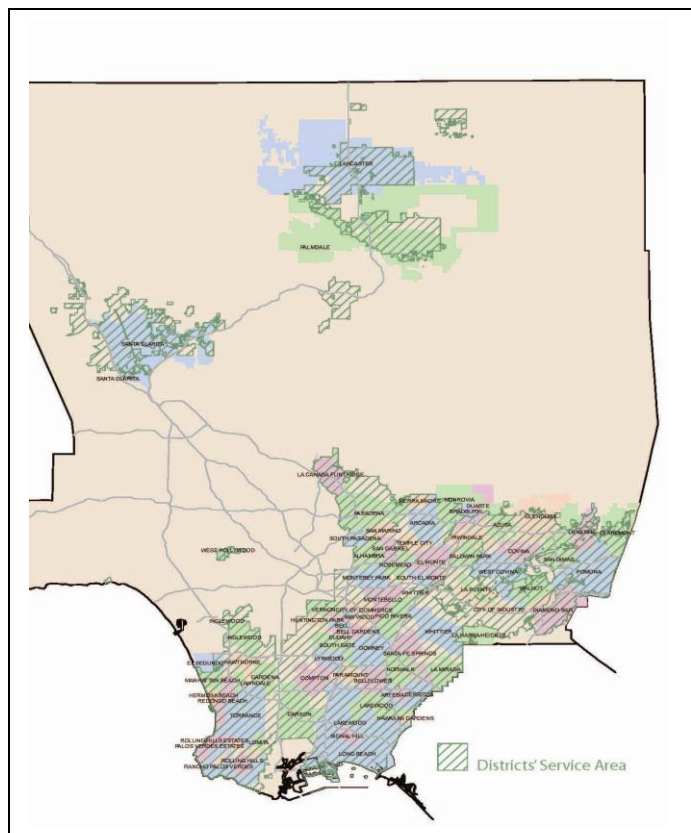 LANCASTER
PALMDALE
SANTA CLARITA
SANTA CLARITA
LA CANADA FLINTRIDGE
SIERRA MADRE
MONROVIA
DUARTE
BRADBURY
PASADENA
ARCADIA
AZUSA
GLENDORA
LA VERNE
CLAREMONT
SAN MARINO
SOUTH PASADENA
TEMPLE CITY
IRWINDALE
ALHAMBRA
SAN GABRIEL
COVINA
WEST HOLLYWOOD
ROSEMEAD
EL MONTE
BALDWIN PARK
SAN DIMAS
MONTEREY PARK
SOUTH EL MONTE
WEST COVINA
POMONA
WHITTIER
LA PUENTE
WALNUT
MONTEBELLO
CITY OF INDUSTRY
DIAMOND BAR
VERNON
CITY OF COMMERCE
HUNTINGTON PARK
MAYWOOD
PICO RIVERA
INGLEWOOD
BELL
BELL GARDENS
WHITTIER
LA HABRA HEIGHTS
INGLEWOOD
CUDAHY
SOUTH GATE
DOWNEY
SANTA FE SPRINGS
EL SEGUNDO
HAWTHORNE
LYNWOOD
NORWALK
LA MIRADA
MANHATTAN BEACH
GARDENA
LAWNDALE
COMPTON
PARAMOUNT
BELLFLOWER
HERMOSA BEACH
REDONDO BEACH
ARTESIA
CERRITOS
LAKEWOOD
TORRANCE
CARSON
LAKEWOOD
HAWAIIAN GARDENS
SIGNAL HILL
ROLLING HILLS ESTATES
PALOS VERDES ESTATES
LOMITA
LONG BEACH
ROLLING HILLS
RANCHO PALOS VERDES
Districts' Service Area